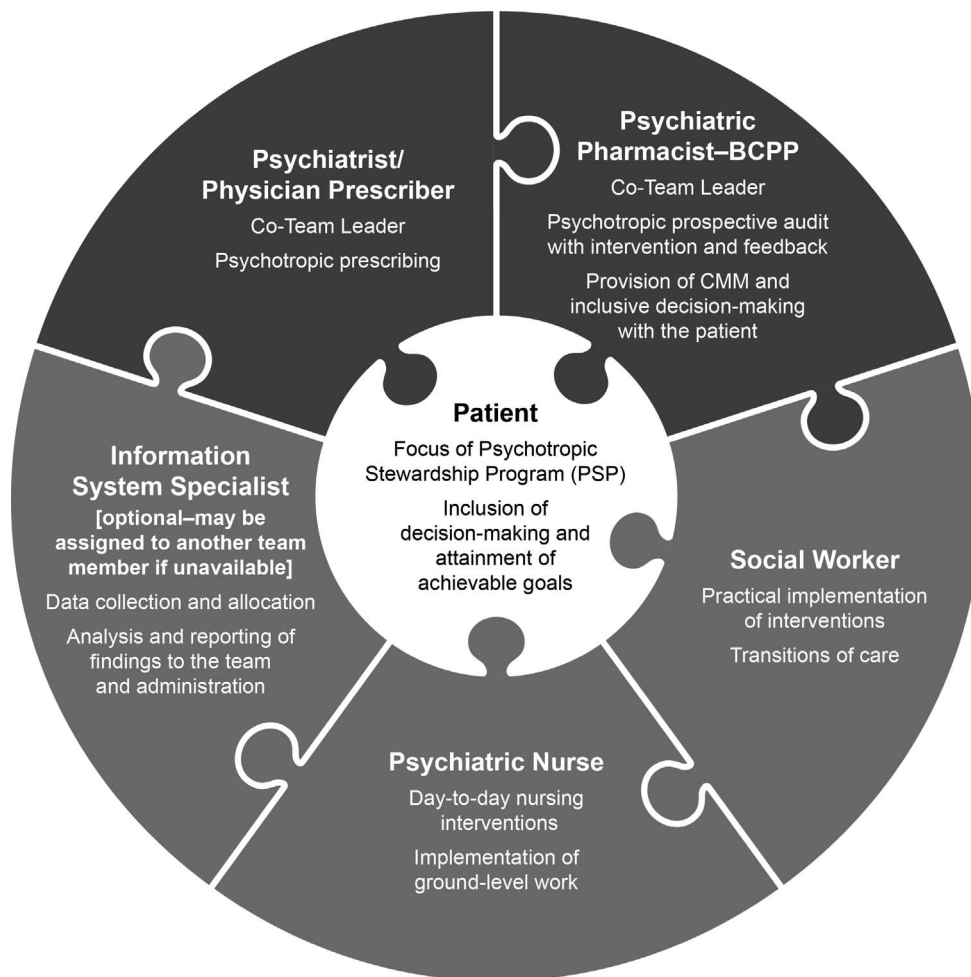 Psychiatrist/
Physician Prescriber
Co-Team Leader
Psychotropic prescribing
Psychiatric
Pharmacist–BCPP
Co-Team Leader
Psychotropic prospective audit
with intervention and feedback
Provision of CMM and
inclusive decision-making
with the patient
Patient
Focus of Psychotropic
Stewardship Program (PSP)
Inclusion of
decision-making and
attainment of
achievable goals
Information
System Specialist
[optional–may be
assigned to another team
member if unavailable]
Data collection and allocation
Analysis and reporting of
findings to the team
and administration
Social Worker
Practical implementation
of interventions
Transitions of care
Psychiatric Nurse
Day-to-day nursing
interventions
Implementation of
ground-level work